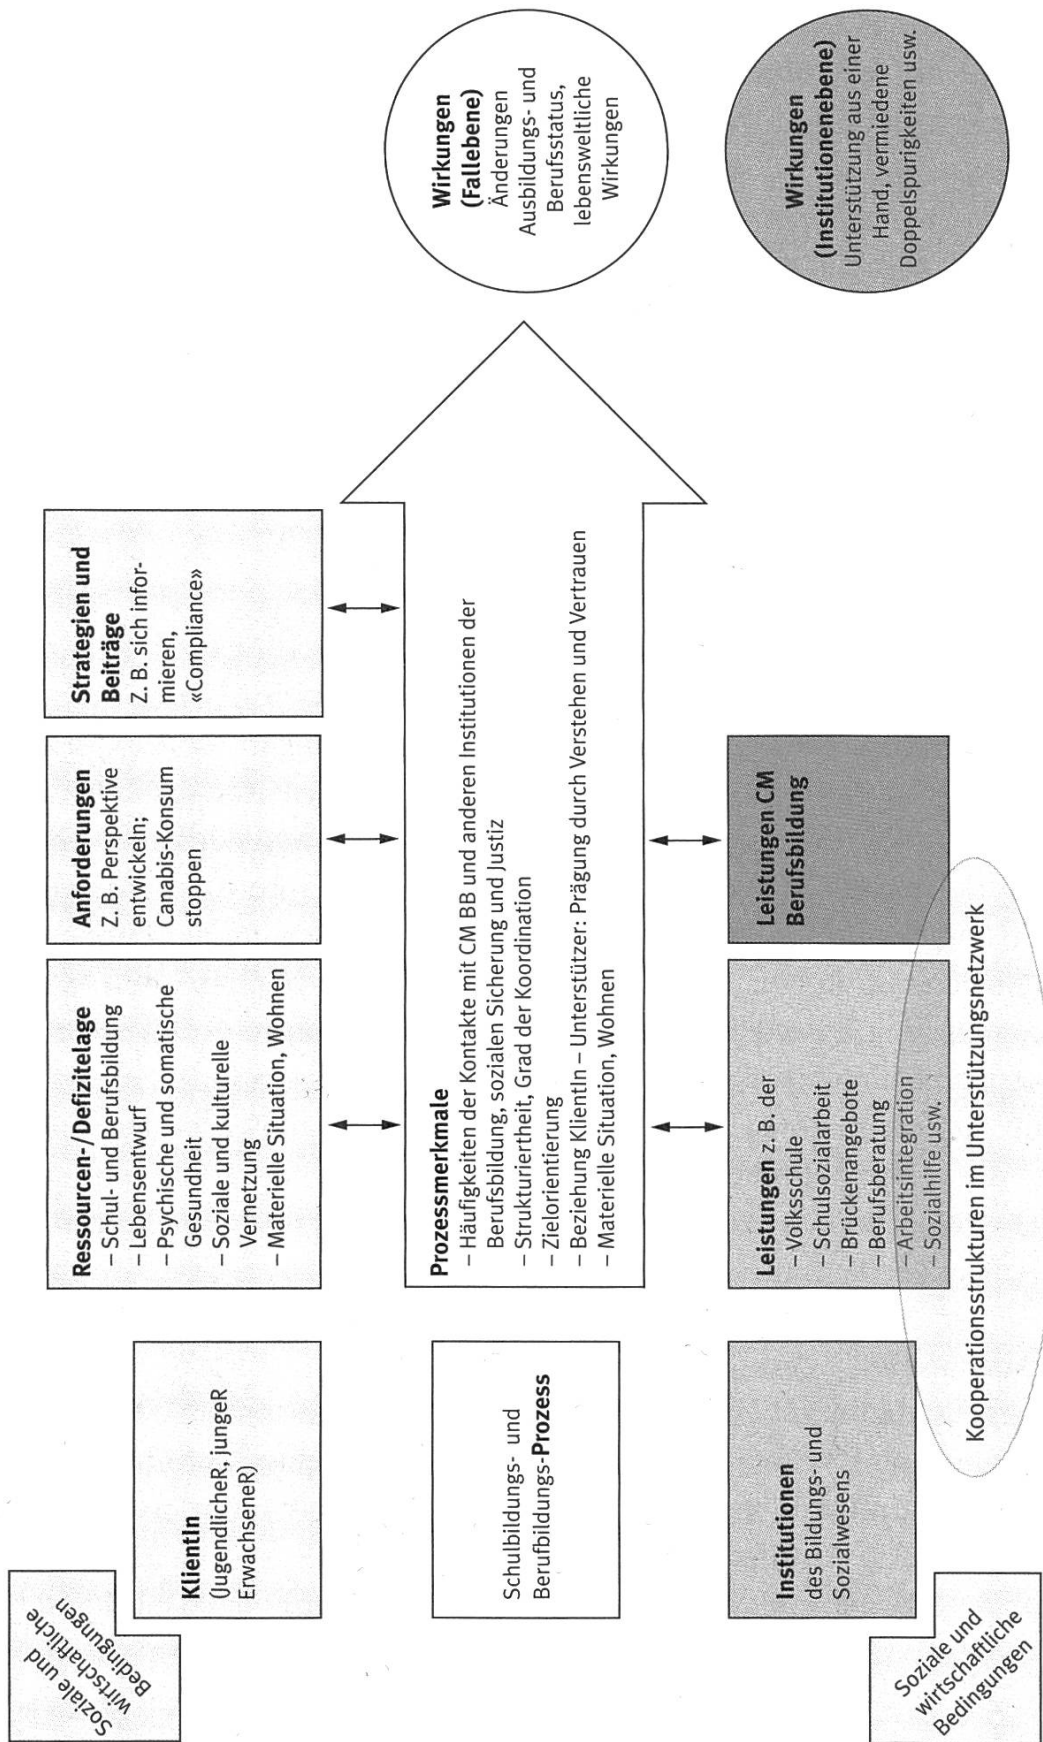 Soziale und
wirtschaftliche
Bedingungen
KlientIn
(JugendlicheR, jungeR
ErwachseneR)
Ressourcen-/Defizitelage
– Schul- und Berufsbildung
– Lebensentwurf
– Psychische und somatische
Gesundheit
– Soziale und kulturelle
Vernetzung
– Materielle Situation, Wohnen
Anforderungen
Z. B. Perspektive
entwickeln;
Canabis-Konsum
stoppen
Strategien und
Beiträge
Z. B. sich infor-
mieren,
«Compliance»
Schulbildungs- und
Berufbildungs-Prozess
Prozessmerkmale
– Häufigkeiten der Kontakte mit CM BB und anderen Institutionen der
Berufsbildung, sozialen Sicherung und Justiz
– Strukturiertheit, Grad der Koordination
– Zielorientierung
– Beziehung KlientIn – Unterstützer: Prägung durch Verstehen und Vertrauen
– Materielle Situation, Wohnen
Wirkungen
(Fallebene)
Änderungen
Ausbildungs- und
Berufsstatus,
lebensweltliche
Wirkungen
Institutionen
des Bildungs- und
Sozialwesens
Leistungen z. B. der
– Volksschule
– Schulsozialarbeit
– Brückenangebote
– Berufsberatung
– Arbeitsintegration
– Sozialhilfe usw.
Leistungen CM
Berufsbildung
Wirkungen
(Institutionenebene)
Unterstützung aus einer
Hand, vermiedene
Doppelspurigkeiten usw.
Kooperationsstrukturen im Unterstützungsnetzwerk
Soziale und
wirtschaftliche
Bedingungen